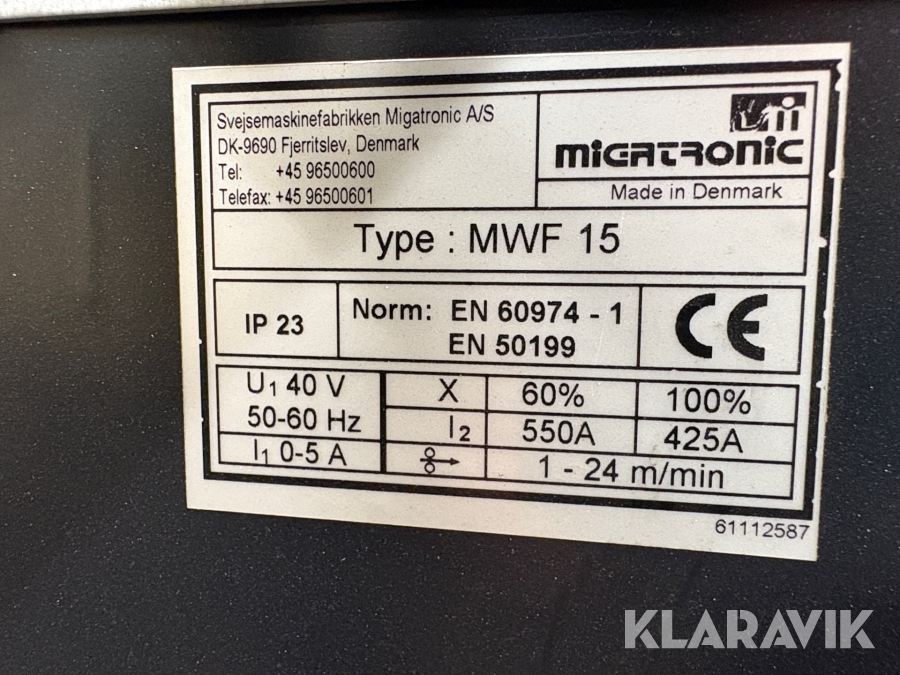 Svejsemaskinefabrikken Migatronic A/S
DK-9690 Fjerritslev, Denmark
Tel: +45 96500600
Telefax: +45 96500601
migatronic
Made in Denmark
Type : MWF 15
IP 23
Norm: EN 60974 - 1
EN 50199
CE
U1 40 V
50-60 Hz
I1 0-5 A
X 60% 100%
I2 550A 425A
1 - 24 m/min
61112587
KLARAVIK